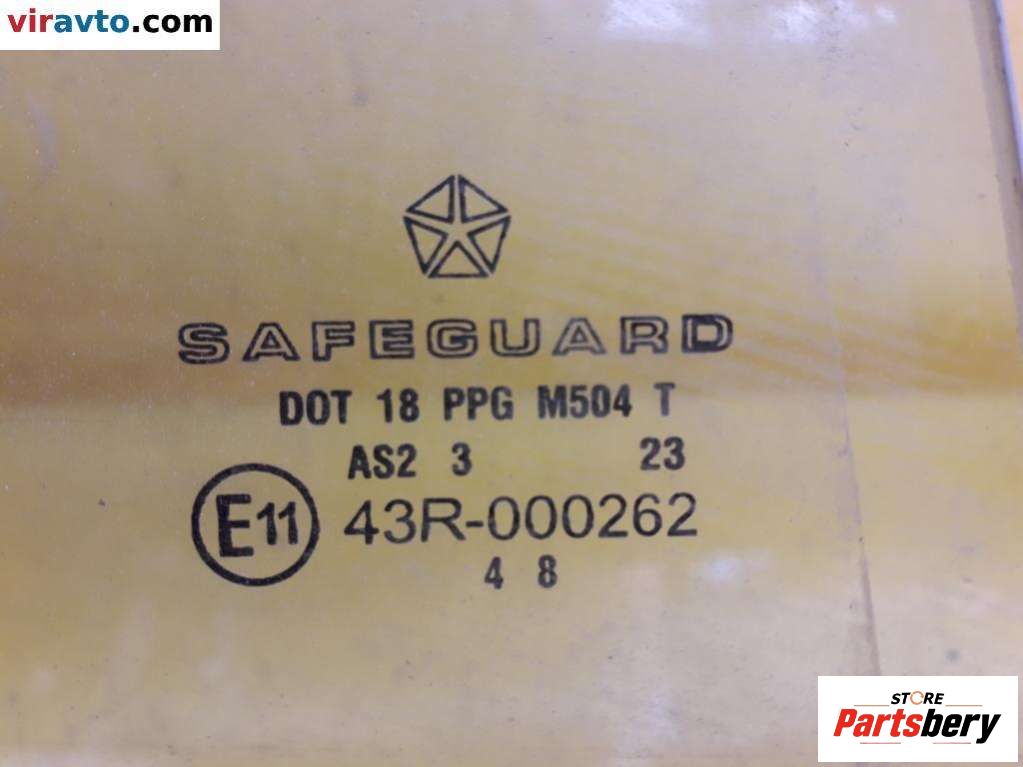 viravto.com
SAFEGUARD
DOT 18 PPG M504 T
AS2 3 23
E11 43R-000262
4 8
STORE
Partsbery